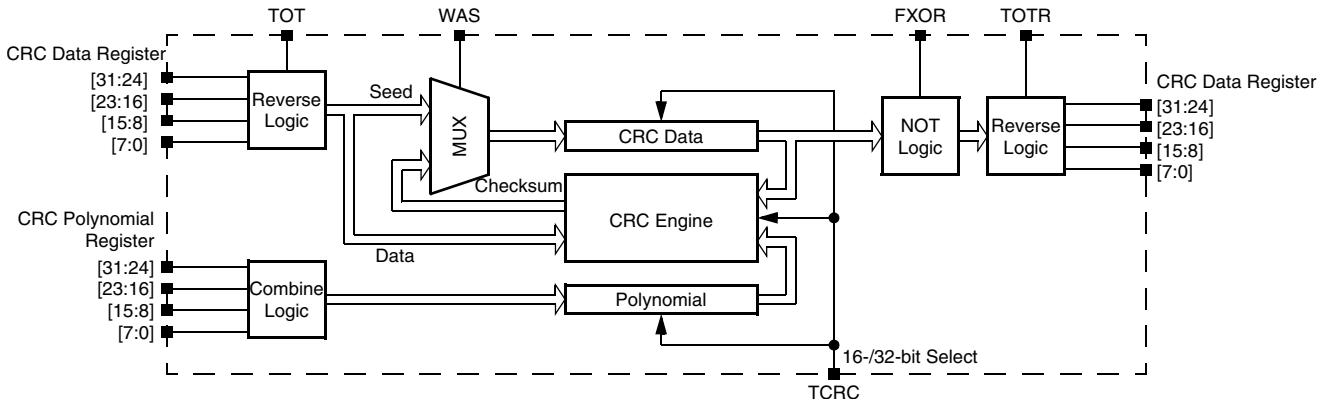 TOT
WAS
FXOR
TOTR
CRC Data Register
[31:24]
[23:16]
[15:8]
[7:0]
Reverse
Logic
Seed
MUX
CRC Data
NOT
Logic
Reverse
Logic
CRC Data Register
[31:24]
[23:16]
[15:8]
[7:0]
Checksum
CRC Engine
Data
CRC Polynomial
Register
[31:24]
[23:16]
[15:8]
[7:0]
Combine
Logic
Polynomial
16-/32-bit Select
TCRC